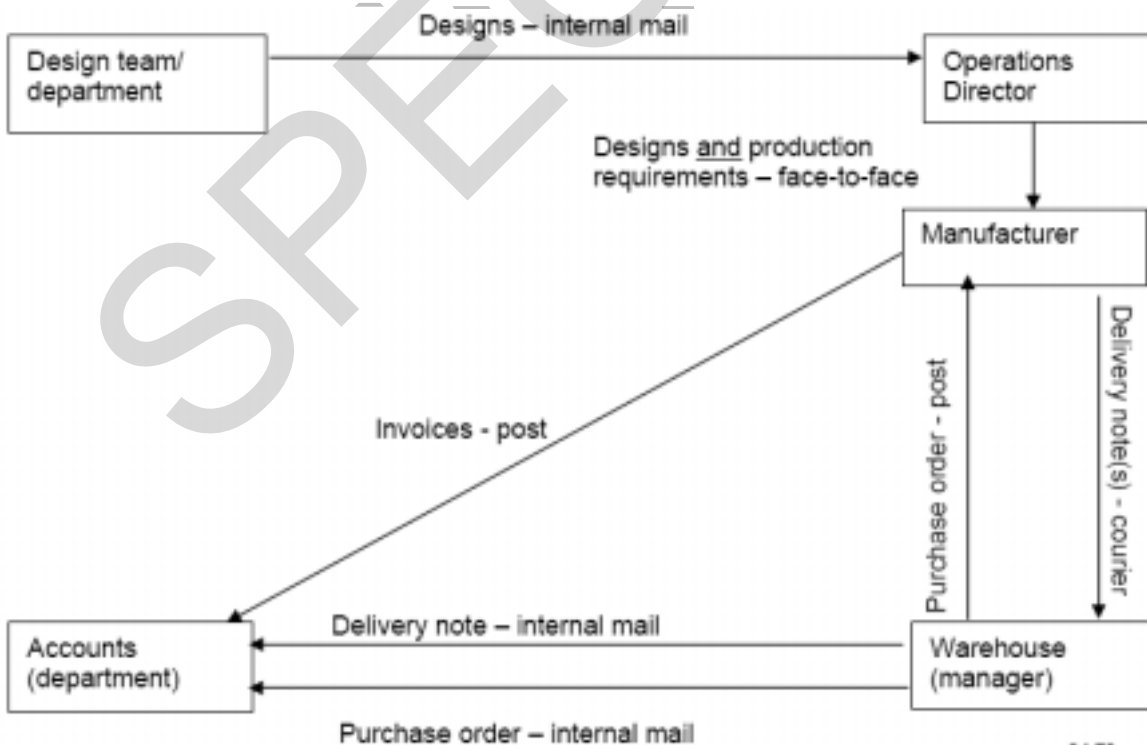 Designs – internal mail
Design team/
department
Operations
Director
Designs and production
requirements – face-to-face
Manufacturer
Invoices - post
Purchase order - post
Delivery note(s) - courier
Accounts
(department)
Delivery note – internal mail
Warehouse
(manager)
Purchase order – internal mail
SPEC